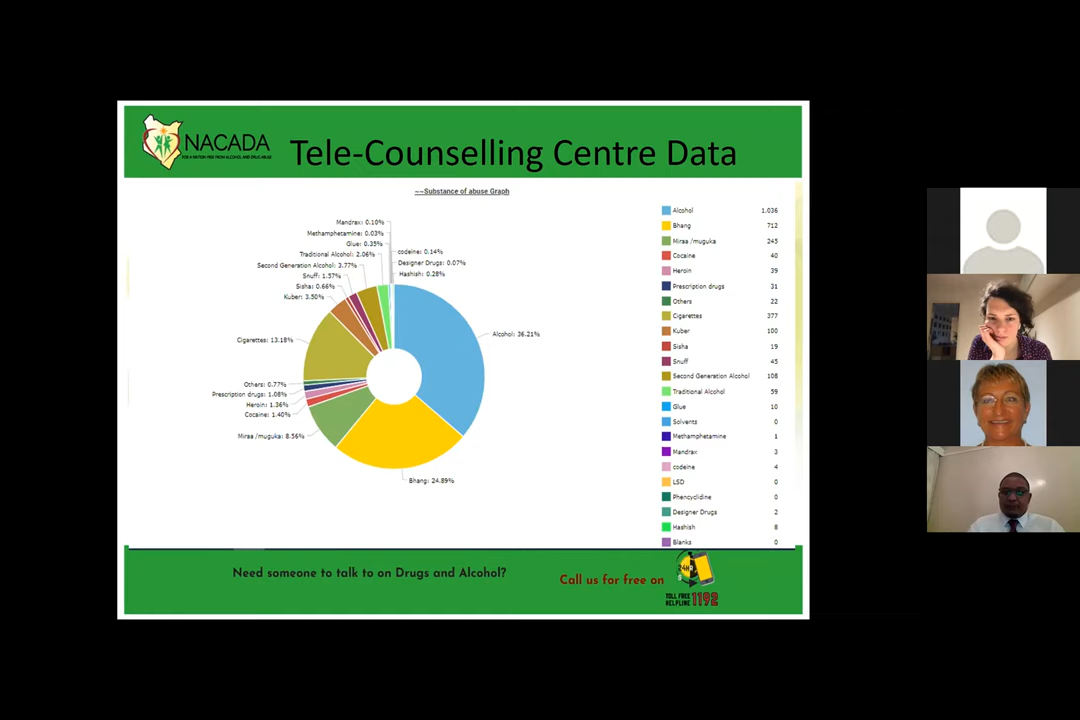 NACADA
FOR A NATION FREE FROM ALCOHOL AND DRUG ABUSE
Tele-Counselling Centre Data
~~Substance of abuse Graph
Mandrax: 0.10%
Methamphetamine: 0.03%
Glue: 0.35%
Traditional Alcohol: 2.06%
Second Generation Alcohol: 3.77%
Snuff: 1.57%
Sisha: 0.66%
Kuber: 3.50%
Cigarettes: 13.18%
Others: 0.77%
Prescription drugs: 1.08%
Heroin: 1.36%
Cocaine: 1.40%
Miraa /muguka: 8.56%
codeine: 0.14%
Designer Drugs: 0.07%
Hashish: 0.28%
Alcohol: 36.21%
Bhang: 24.89%
Alcohol 1,036
Bhang 712
Miraa /muguka 245
Cocaine 40
Heroin 39
Prescription drugs 31
Others 22
Cigarettes 377
Kuber 100
Sisha 19
Snuff 45
Second Generation Alcohol 108
Traditional Alcohol 59
Glue 10
Solvents 0
Methamphetamine 1
Mandrax 3
codeine 4
LSD 0
Phencyclidine 0
Designer Drugs 2
Hashish 8
Blanks 0
Need someone to talk to on Drugs and Alcohol?
Call us for free on
24H
TOLL FREE
HELPLINE 1192